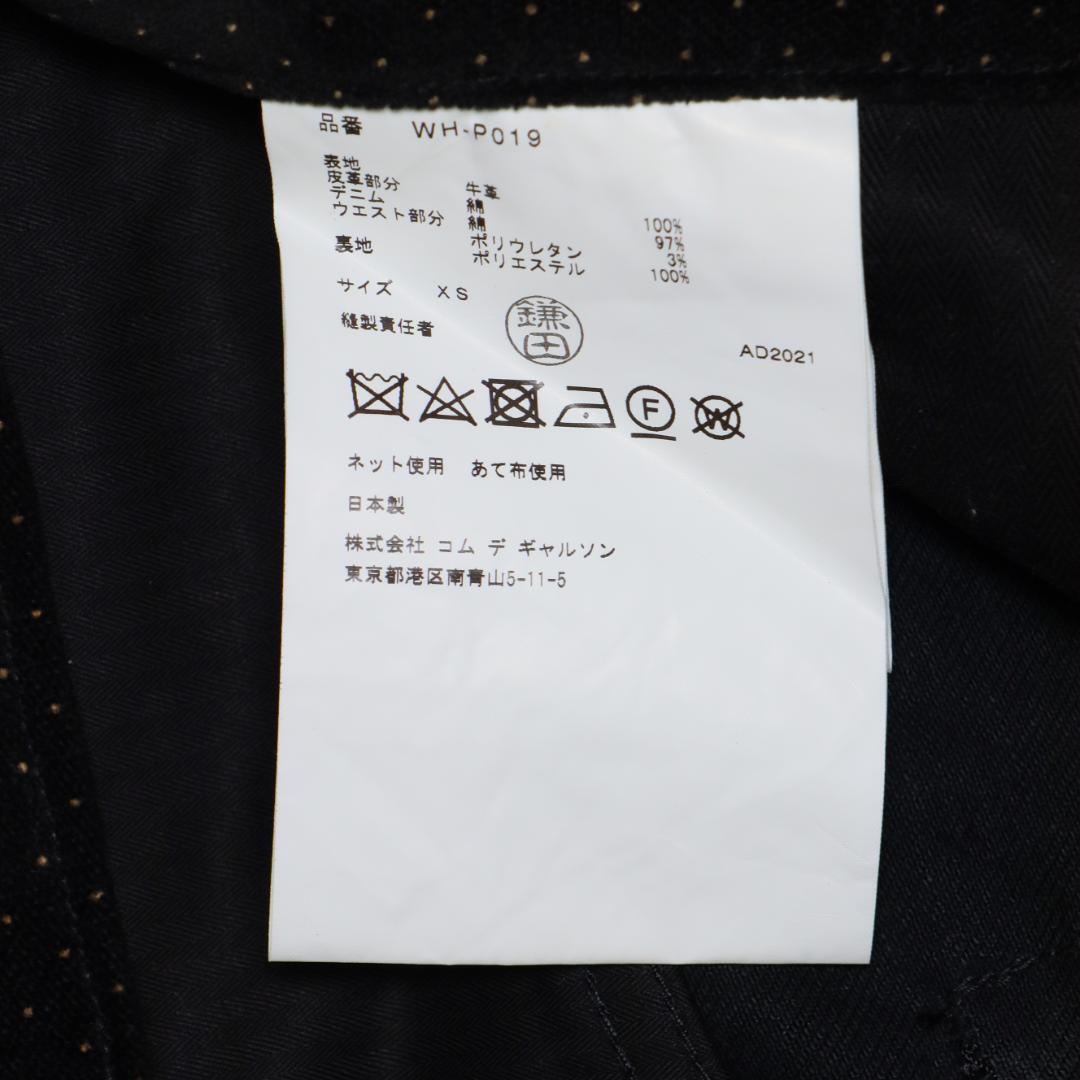 品番 WH-P019
表地
皮革部分 牛革
デニム 綿 100%
ウエスト部分 綿 97%
ポリウレタン 3%
裏地 ポリエステル 100%
サイズ XS
縫製責任者 鎌田
AD2021
F W
ネット使用 あて布使用
日本製
株式会社 コム デ ギャルソン
東京都港区南青山5-11-5